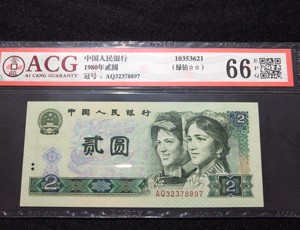 ACG
AI CANG GUARANTY
中国人民银行
1980年贰圆
冠号：AQ32378897
10353621
(绿钻☆☆)
66 EPQ
中国人民银行
2
贰圆
2
AQ32378897